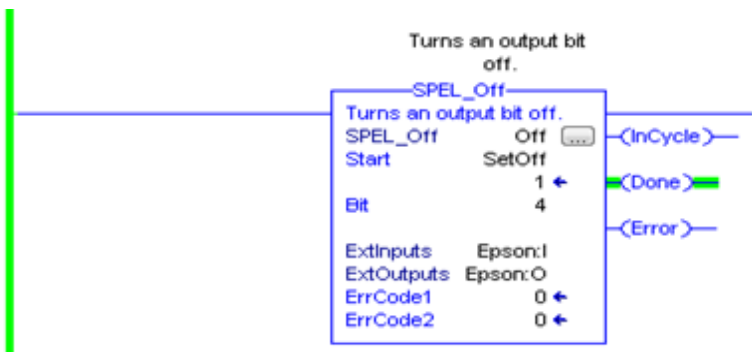 Turns an output bit
off.
SPEL_Off
Turns an output bit off.
SPEL_Off Off ... (InCycle)
Start SetOff
1 (Done)
Bit 4
(Error)
ExtInputs Epson:I
ExtOutputs Epson:O
ErrCode1 0
ErrCode2 0